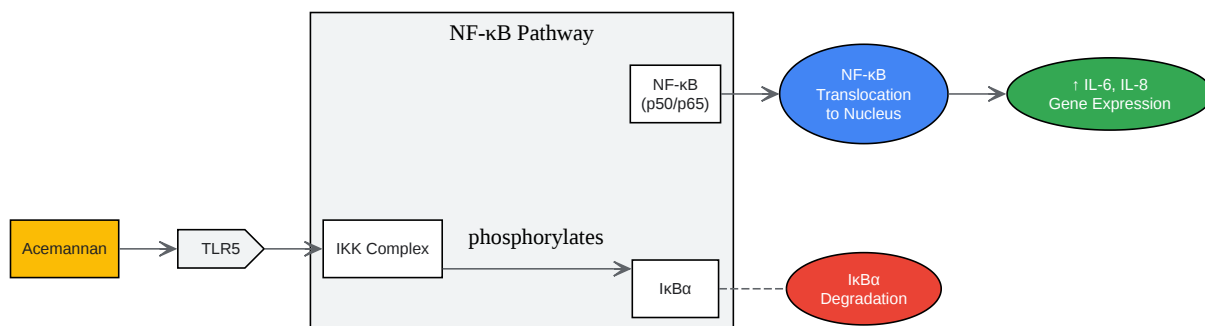 NF-κB Pathway
NF-κB
(p50/p65)
NF-κB
Translocation
to Nucleus
↑ IL-6, IL-8
Gene Expression
Acemannan
TLR5
IKK Complex
phosphorylates
IκBα
IκBα
Degradation